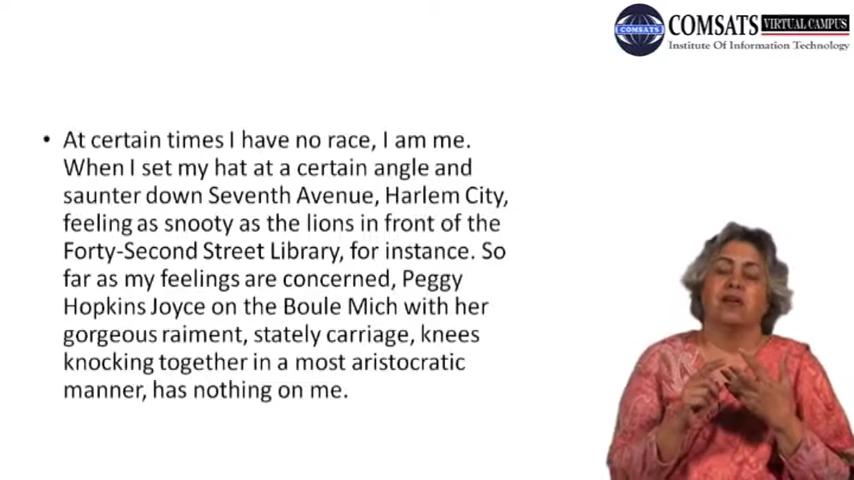 COMSATS
COMSATS VIRTUAL CAMPUS
Institute Of Information Technology
• At certain times I have no race, I am me.
When I set my hat at a certain angle and
saunter down Seventh Avenue, Harlem City,
feeling as snooty as the lions in front of the
Forty-Second Street Library, for instance. So
far as my feelings are concerned, Peggy
Hopkins Joyce on the Boule Mich with her
gorgeous raiment, stately carriage, knees
knocking together in a most aristocratic
manner, has nothing on me.